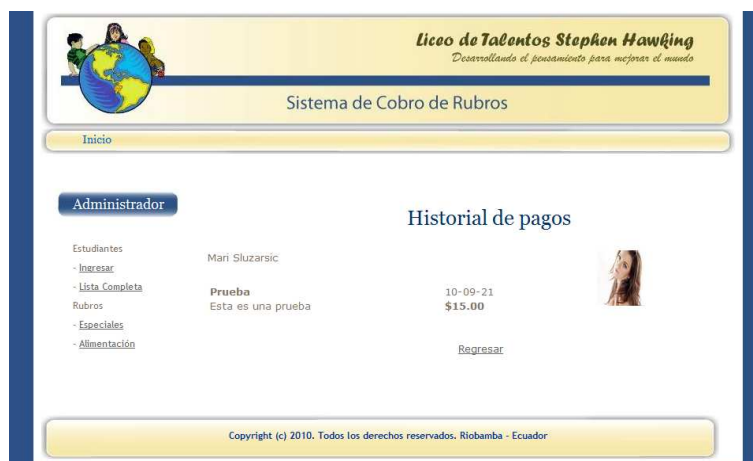 Liceo de Talentos Stephen Hawking
Desarrollando el pensamiento para mejorar el mundo
Sistema de Cobro de Rubros
Inicio
Administrador
Historial de pagos
Estudiantes
- Ingresar
- Lista Completa
Rubros
- Especiales
- Alimentación
Mari Sluzarsic
Prueba 10-09-21
Esta es una prueba $15.00
Regresar
Copyright (c) 2010. Todos los derechos reservados. Riobamba - Ecuador